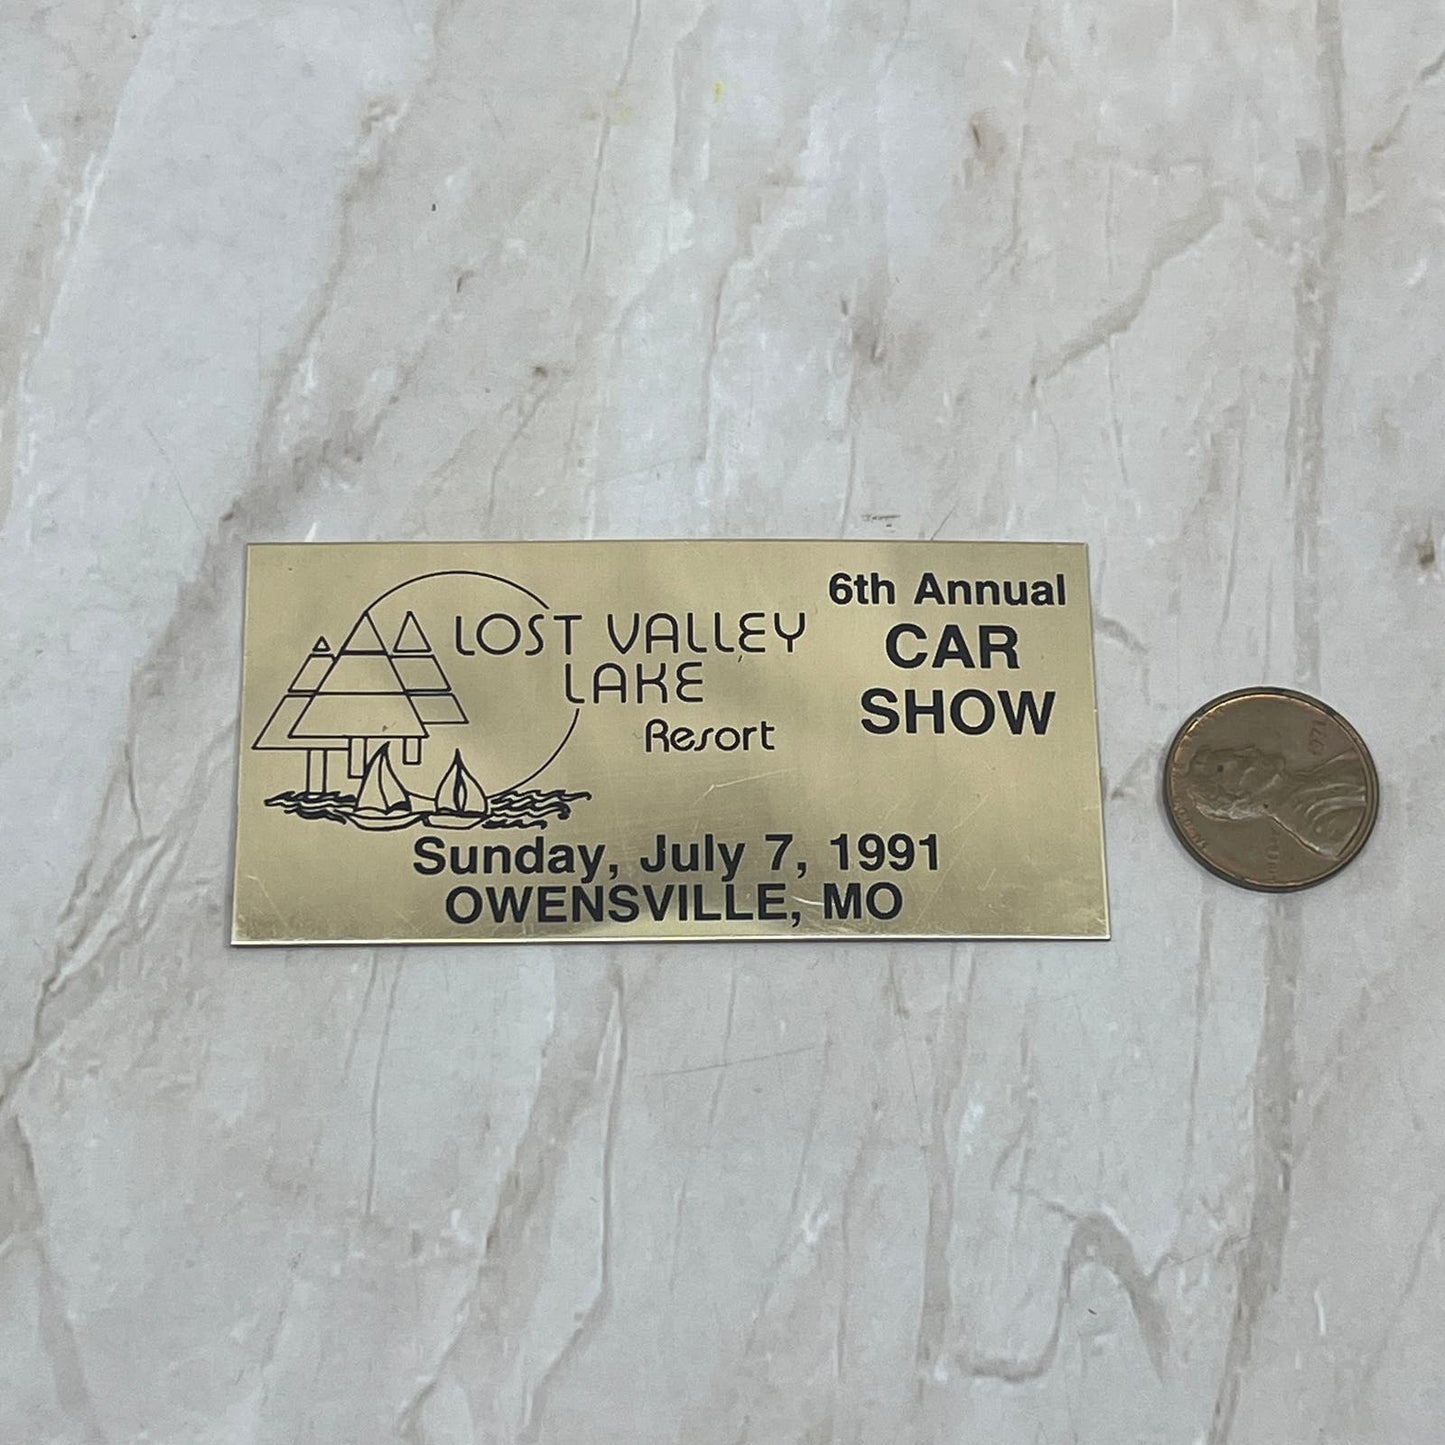 LOST VALLEY
LAKE
Resort
6th Annual
CAR
SHOW
Sunday, July 7, 1991
OWENSVILLE, MO